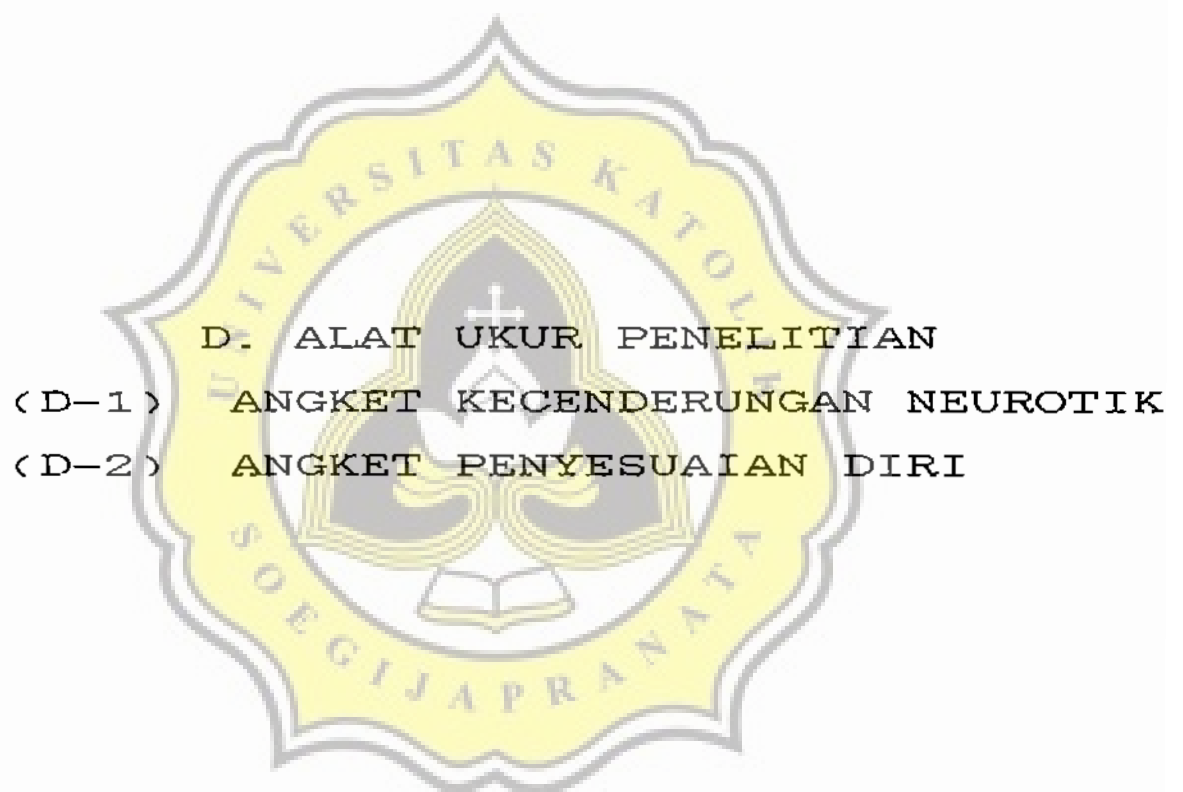 UNIVERSITAS KATOLIK
D. ALAT UKUR PENELITIAN
(D-1) ANGKET KECENDERUNGAN NEUROTIK
(D-2) ANGKET PENYESUAIAN DIRI
SOEGIJAPRANATA